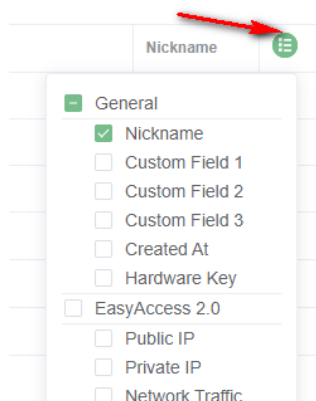 Nickname
General
Nickname
Custom Field 1
Custom Field 2
Custom Field 3
Created At
Hardware Key
EasyAccess 2.0
Public IP
Private IP
Network Traffic